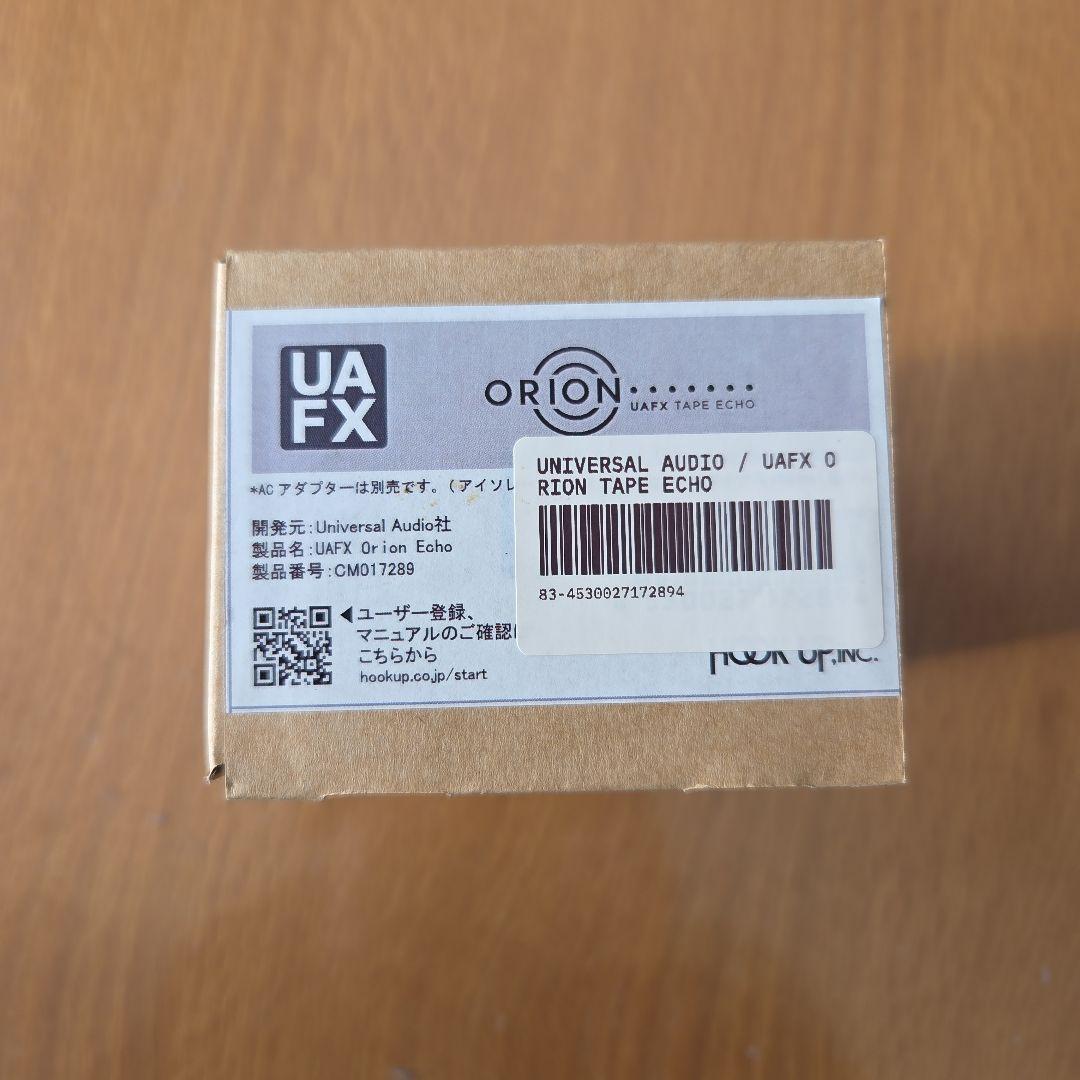 UA
FX
ORION
UAFX TAPE ECHO
*ACアダプターは別売です。(アイソレ
UNIVERSAL AUDIO / UAFX O
RION TAPE ECHO
83-4530027172894
開発元:Universal Audio社
製品名:UAFX Orion Echo
製品番号:CM017289
◀ユーザー登録、
マニュアルのご確認
こちらから
hookup.co.jp/start
HOOK UP,INC.